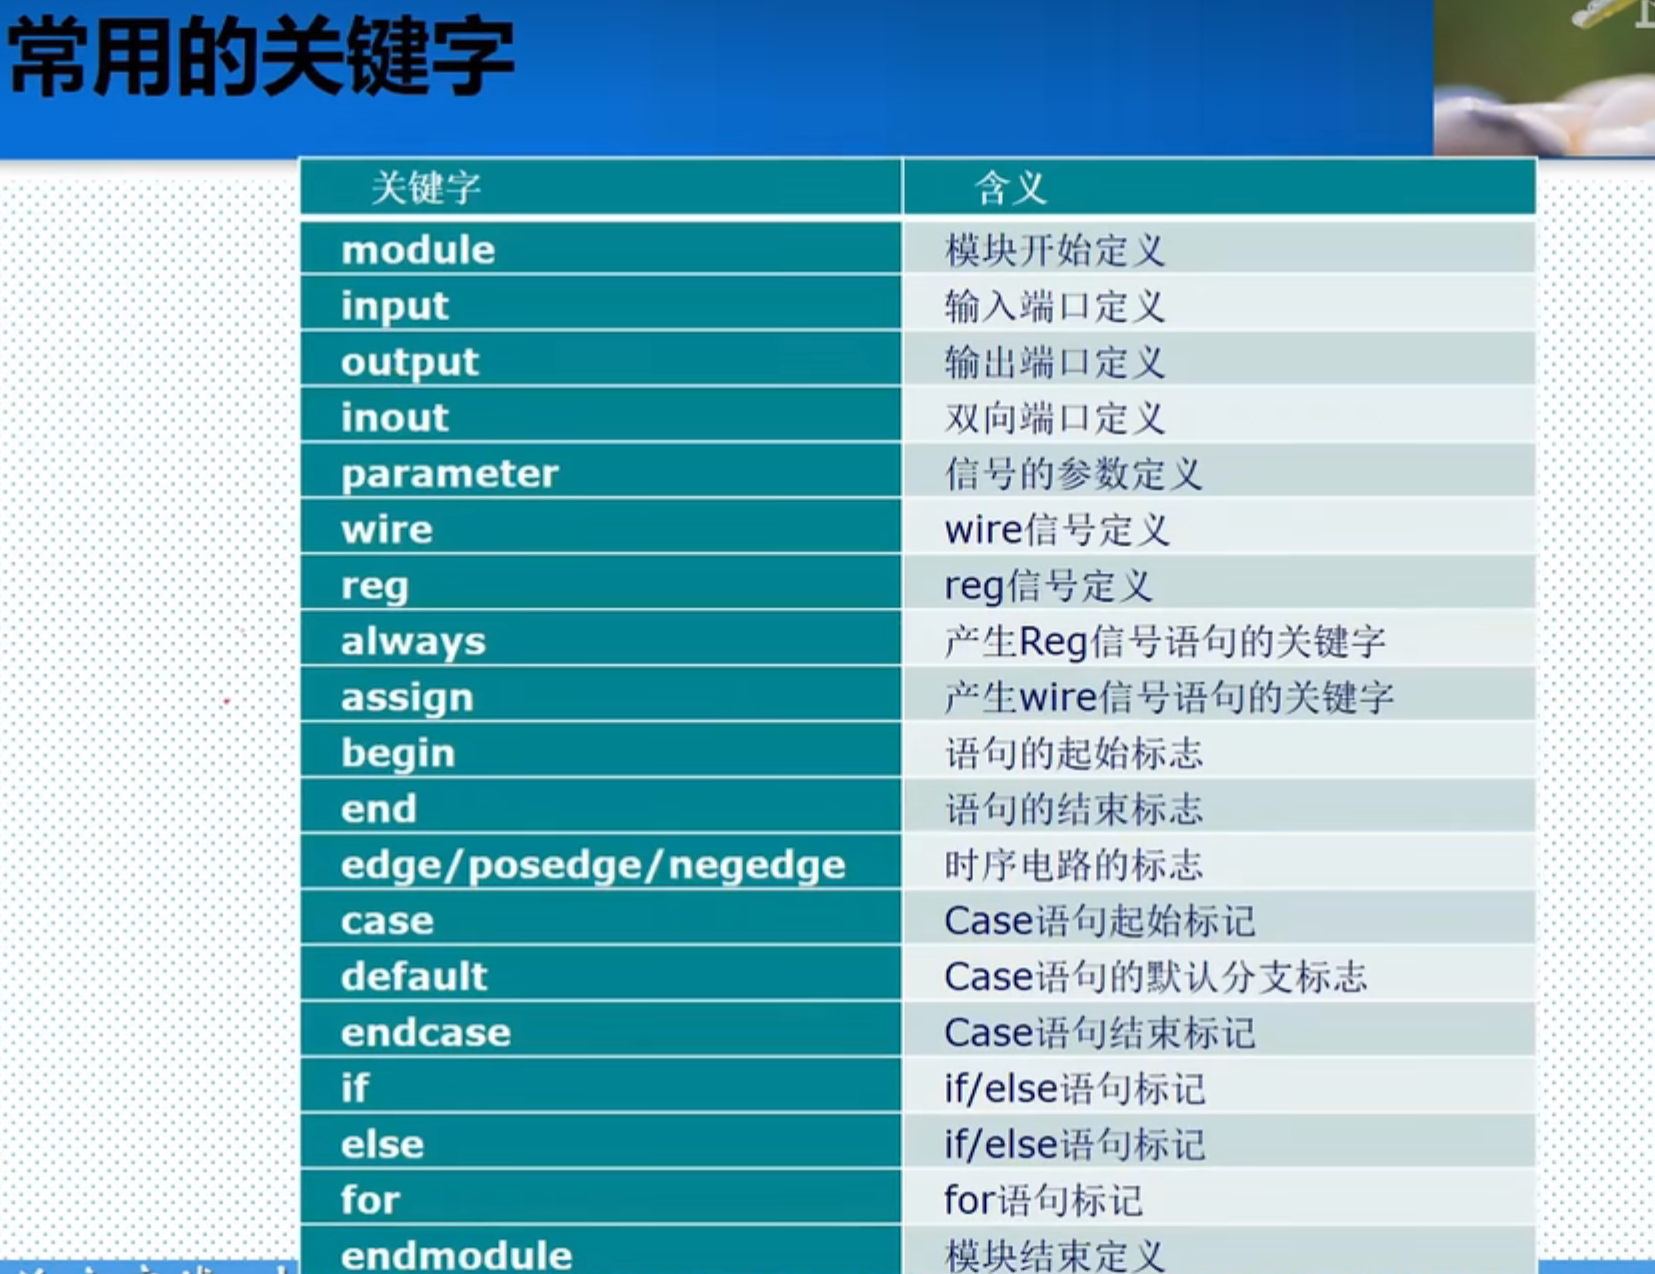 常用的关键字
关键字 含义
module 模块开始定义
input 输入端口定义
output 输出端口定义
inout 双向端口定义
parameter 信号的参数定义
wire wire信号定义
reg reg信号定义
always 产生Reg信号语句的关键字
assign 产生wire信号语句的关键字
begin 语句的起始标志
end 语句的结束标志
edge/posedge/negedge 时序电路的标志
case Case语句起始标记
default Case语句的默认分支标志
endcase Case语句结束标记
if if/else语句标记
else if/else语句标记
for for语句标记
endmodule 模块结束定义